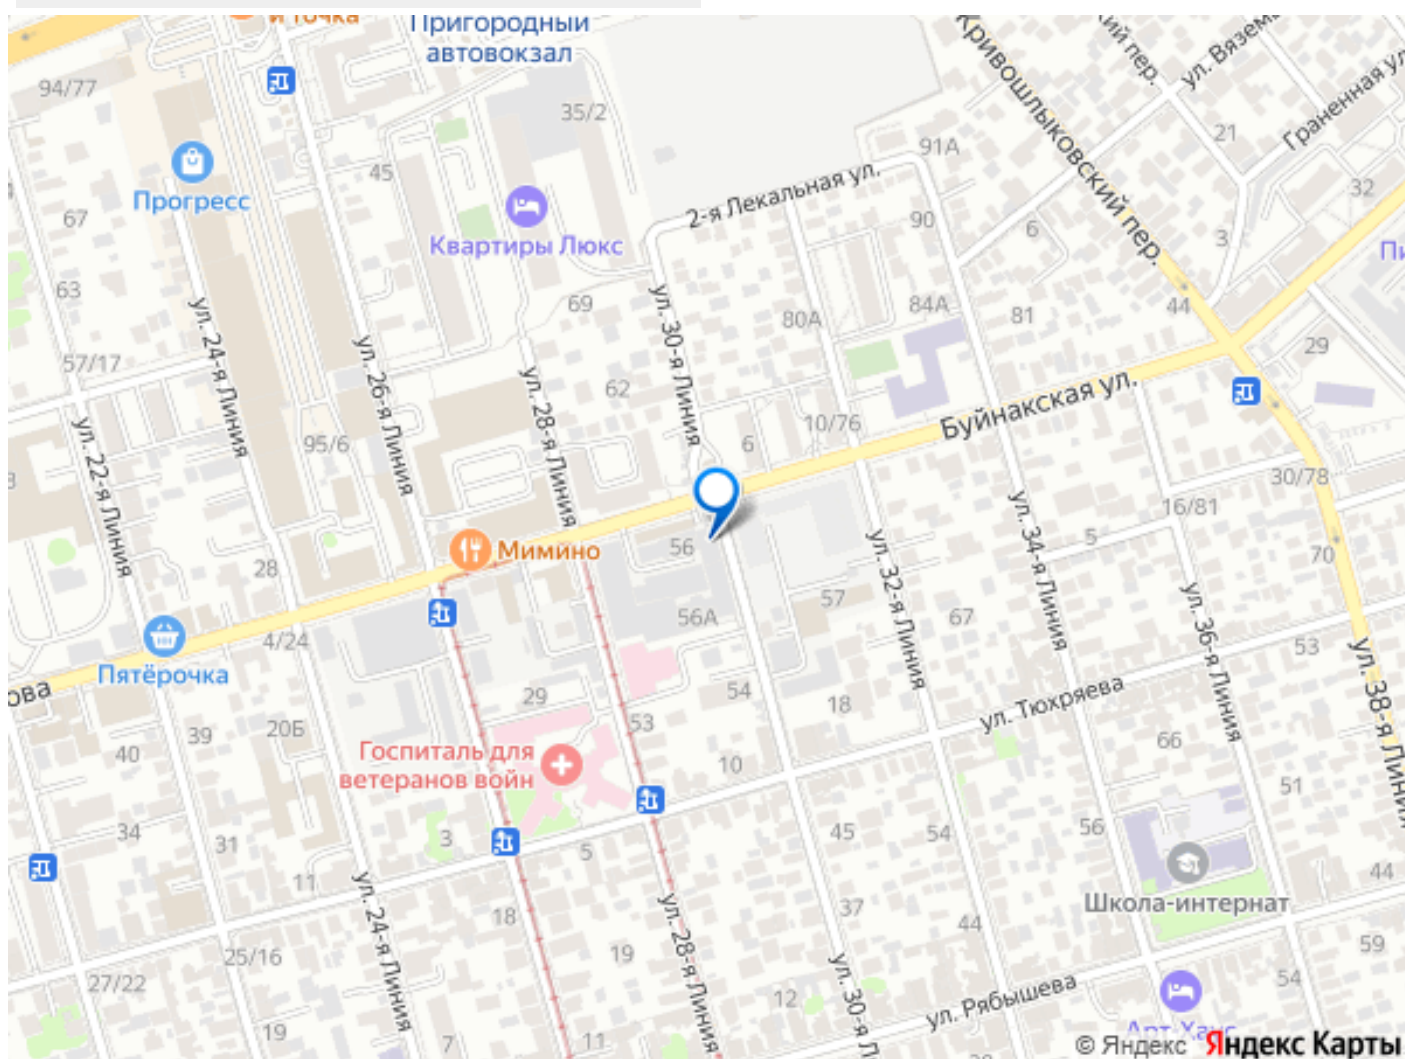 и точка
Пригородный
автовокзал
94/77
35/2
Кривошлыковский пер.
ул. Вязем
Граненная ул
21
91А
45
Прогресс
67
2-я Лекальная ул.
32
90
6
3
Квартиры Люкс
63
69
ул. 30-я Линия
80А
84А
81
44
57/17
ул. 24-я Линия
ул. 26-я Линия
ул. 28-я Линия
62
29
Буйнакская ул.
10/76
95/6
6
ул. 22-я Линия
30/78
16/81
5
ул. 34-я Линия
ул. 32-я Линия
56
Мимино
70
28
57
56А
67
4/24
ул. 36-я Линия
53
Пятёрочка
ова
54
29
18
ул. Тюхряева
ул. 38-я Линия
39
20Б
53
66
40
Госпиталь для
ветеранов войн
10
51
34
31
3
5
45
54
56
11
44
Школа-интернат
18
37
44
ул. 24-я Линия
ул. 28-я Линия
25/16
19
59
27/22
12
54
ул. 30-я Л
ул. Рябышева
19
7
11
Арт-Хаус
© Яндекс Яндекс Карты